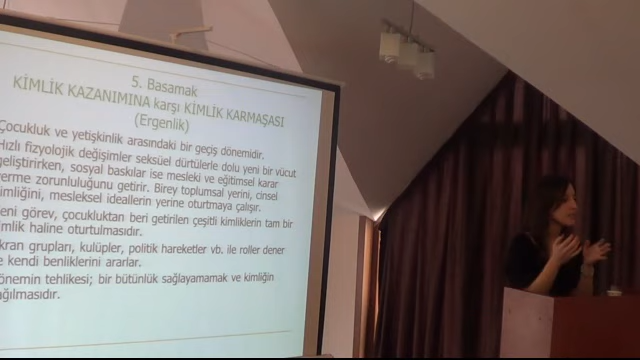 5. Basamak
KİMLİK KAZANIMINA karşı KİMLİK KARMAŞASI
(Ergenlik)
Çocukluk ve yetişkinlik arasındaki bir geçiş dönemidir.
Hızlı fizyolojik değişimler seksüel dürtülerle dolu yeni bir vücut
geliştirirken, sosyal baskılar ise mesleki ve eğitimsel karar
verme zorunluluğunu getirir. Birey toplumsal yerini, cinsel
kimliğini, mesleksel ideallerin yerine oturtmaya çalışır.
eni görev, çocukluktan beri getirilen çeşitli kimliklerin tam bir
imlik haline oturtulmasıdır.
kran grupları, kulüpler, politik hareketler vb. ile roller dener
e kendi benliklerini ararlar.
önemin tehlikesi; bir bütünlük sağlayamamak ve kimliğin
ağılmasıdır.